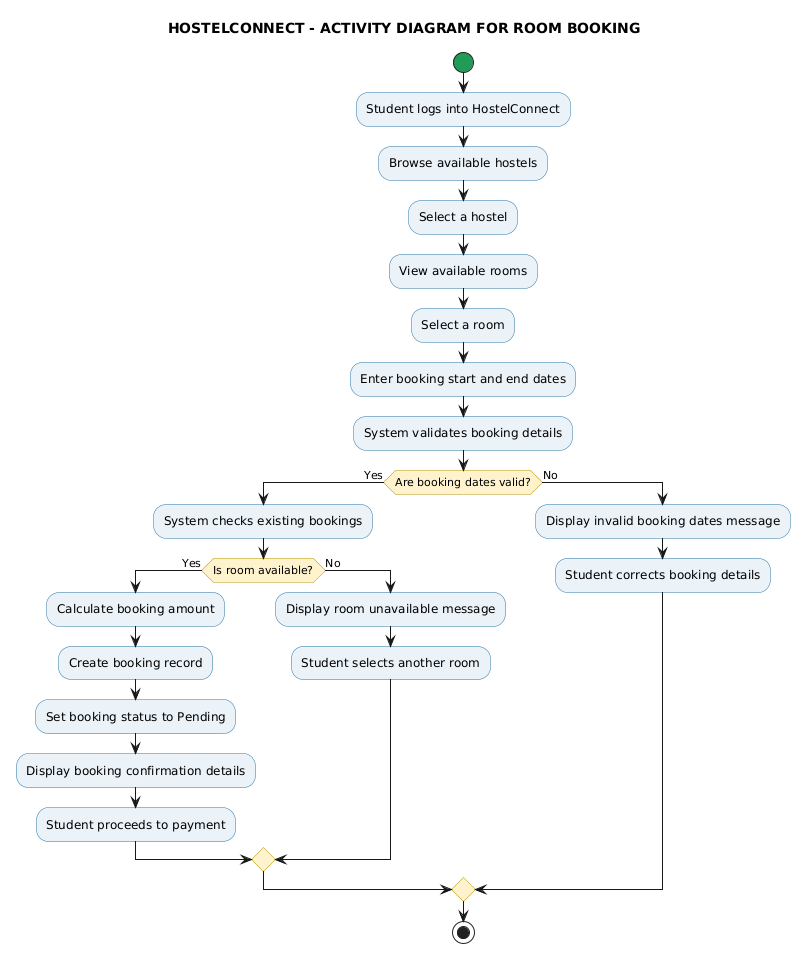 HOSTELCONNECT - ACTIVITY DIAGRAM FOR ROOM BOOKING
Student logs into HostelConnect
Browse available hostels
Select a hostel
View available rooms
Select a room
Enter booking start and end dates
System validates booking details
Yes
Are booking dates valid?
No
System checks existing bookings
Yes
Is room available?
No
Calculate booking amount
Create booking record
Set booking status to Pending
Display booking confirmation details
Student proceeds to payment
Display room unavailable message
Student selects another room
Display invalid booking dates message
Student corrects booking details